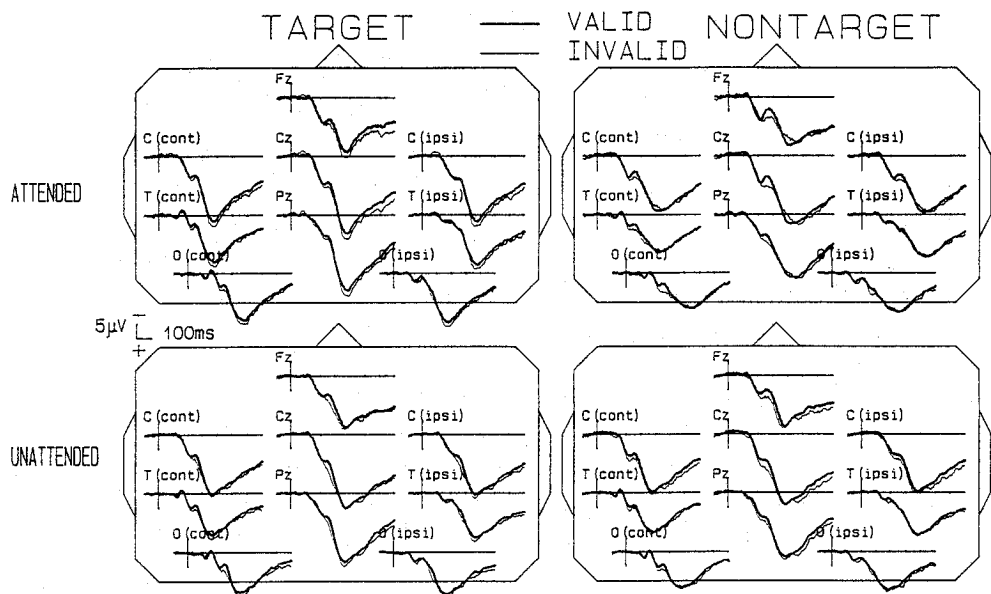 TARGET VALID NONTARGET
INVALID
Fz Fz
C (cont) Cz C (ipsi) C (cont) Cz C (ipsi)
ATTENDED
T (cont) Pz T (ipsi) T (cont) Pz T (ipsi)
O (cont) O (ipsi) O (cont) O (ipsi)
5µV 100ms
+
Fz Fz
C (cont) Cz C (ipsi) C (cont) Cz C (ipsi)
UNATTENDED
T (cont) Pz T (ipsi) T (cont) Pz T (ipsi)
O (cont) O (ipsi) O (cont) O (ipsi)